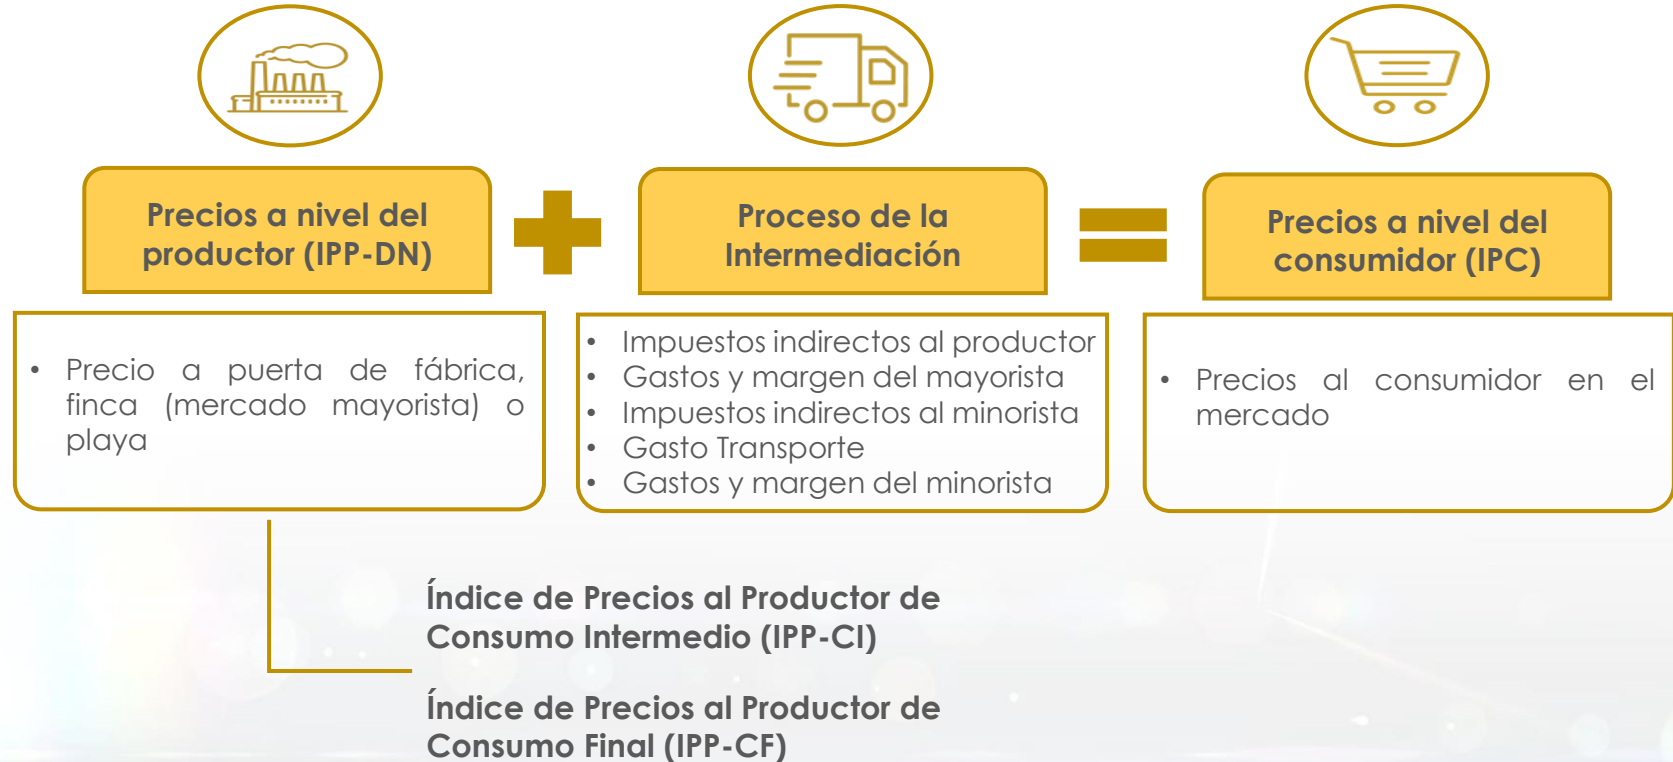 Precios a nivel del
productor (IPP-DN)
Proceso de la
Intermediación
Precios a nivel del
consumidor (IPC)
• Precio a puerta de fábrica,
finca (mercado mayorista) o
playa
• Impuestos indirectos al productor
• Gastos y margen del mayorista
• Impuestos indirectos al minorista
• Gasto Transporte
• Gastos y margen del minorista
• Precios al consumidor en el
mercado
Índice de Precios al Productor de
Consumo Intermedio (IPP-CI)
Índice de Precios al Productor de
Consumo Final (IPP-CF)